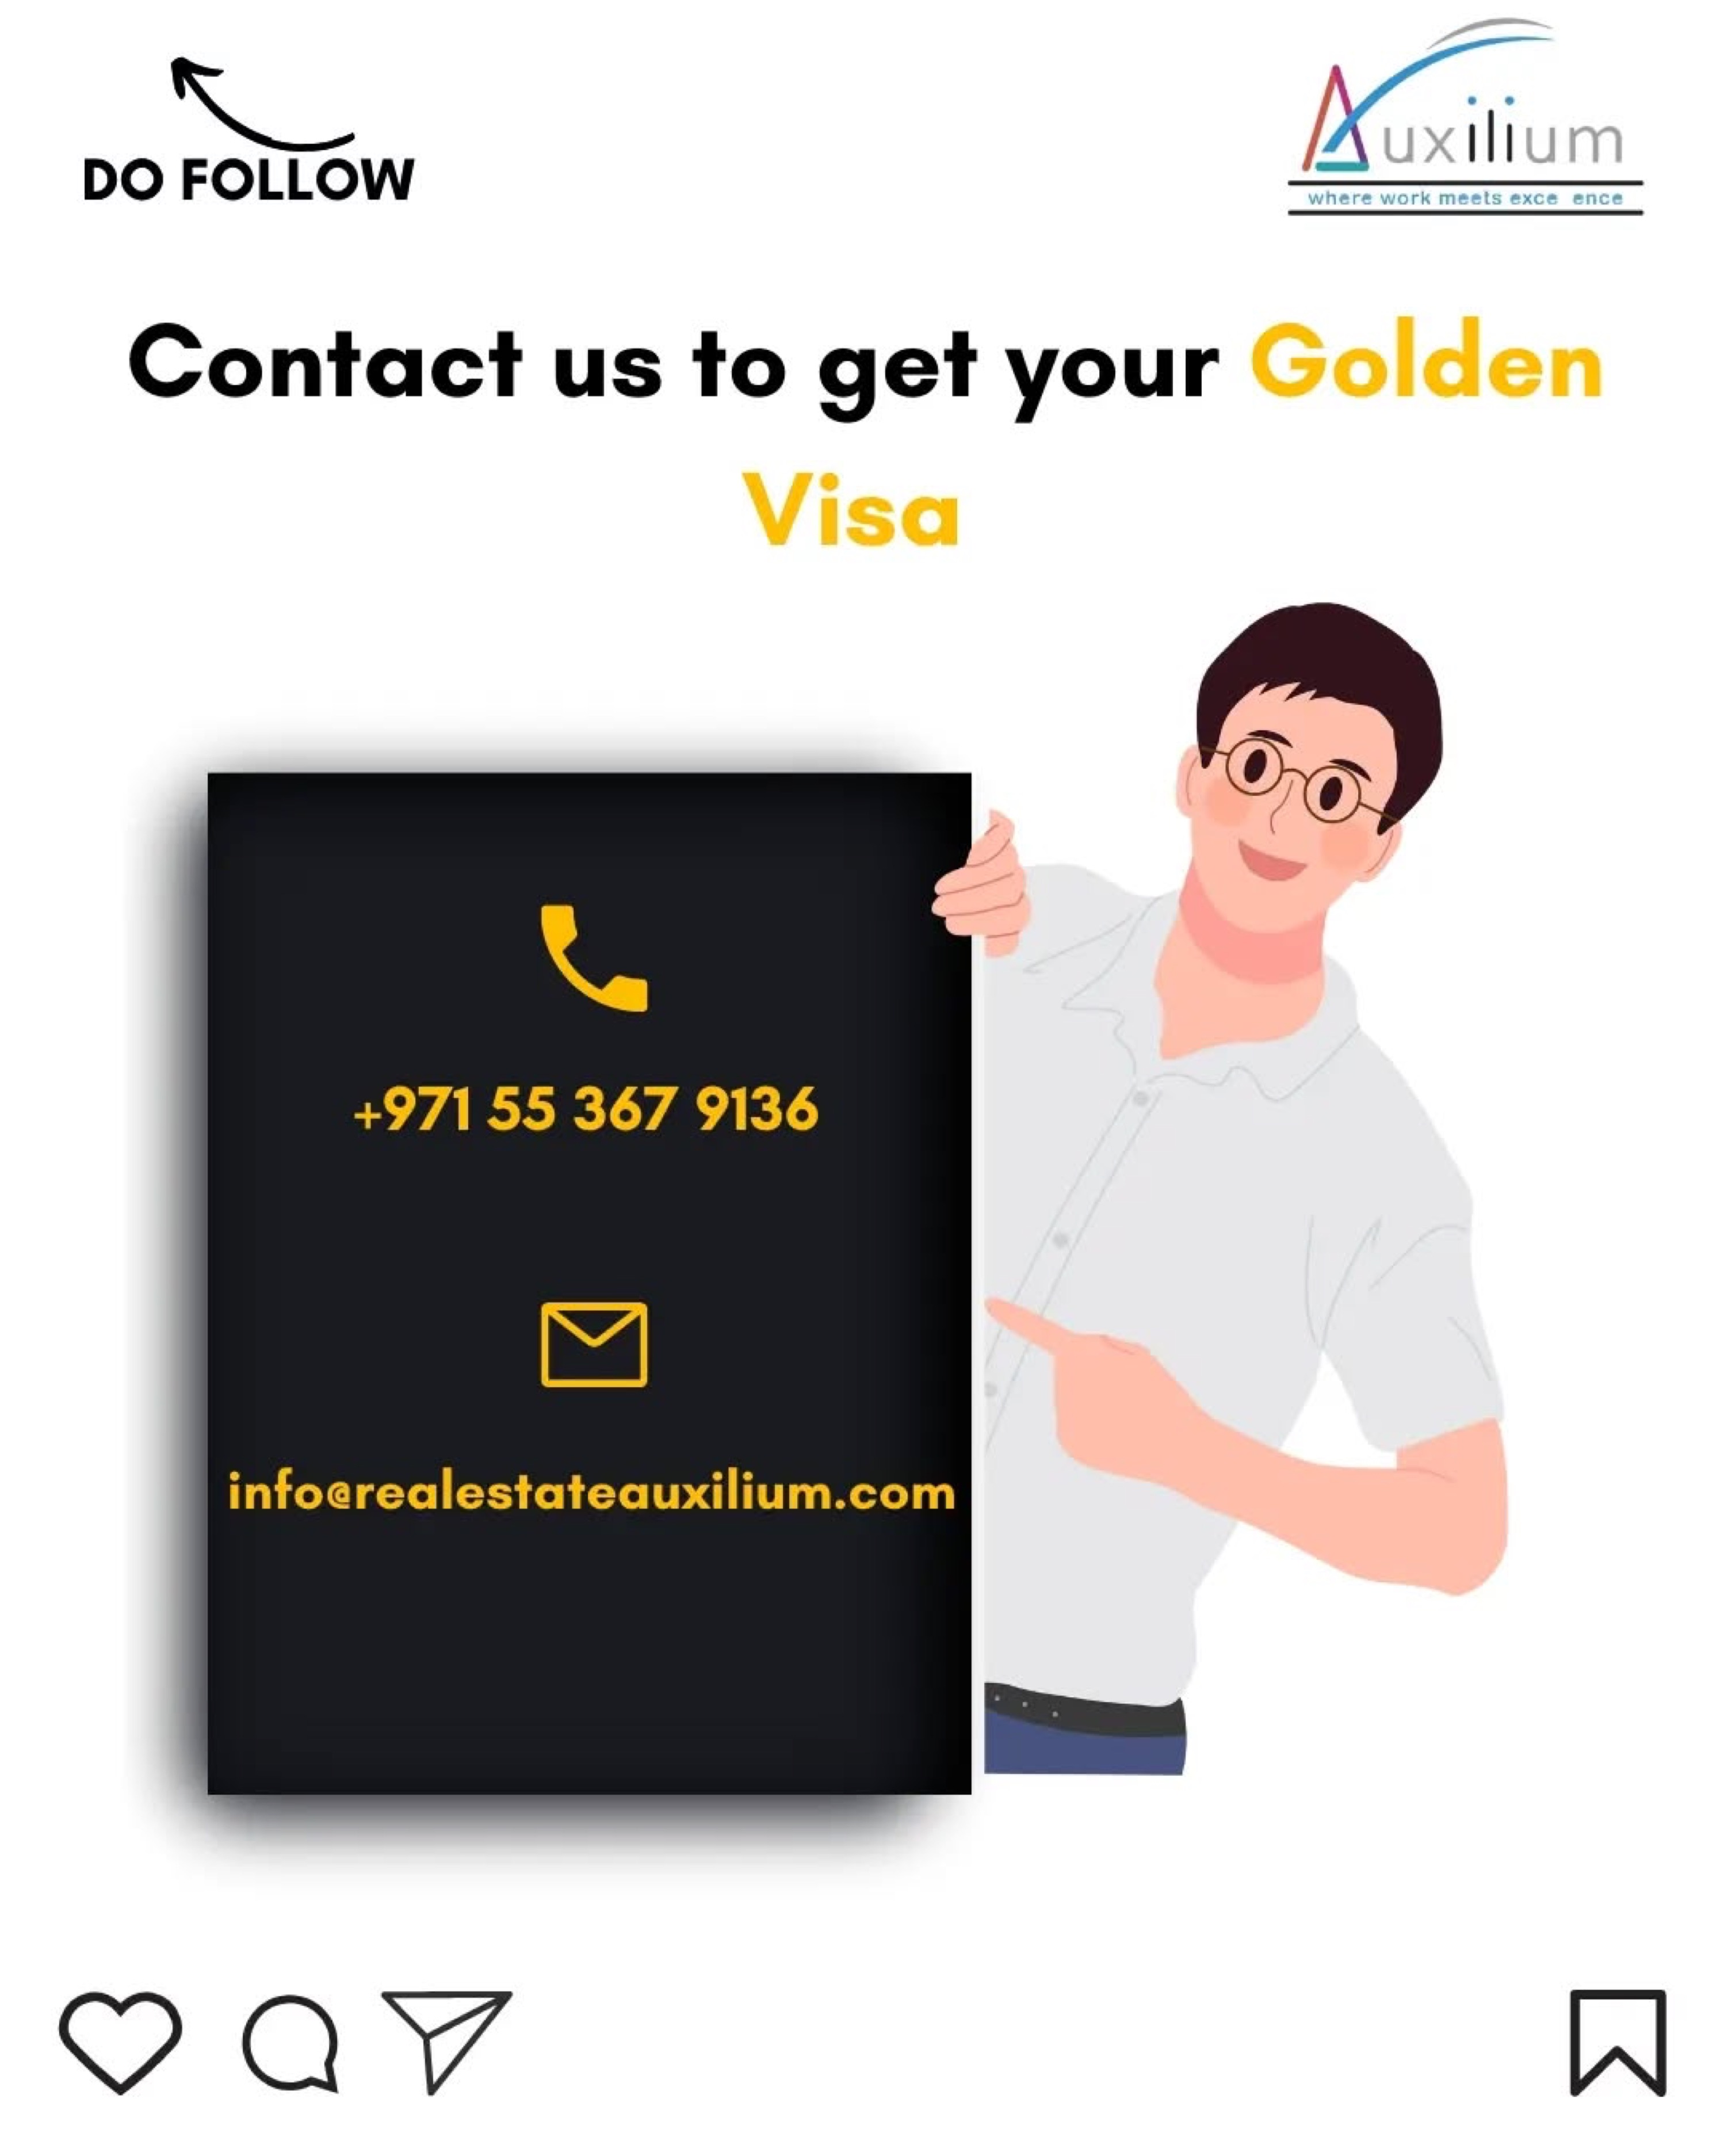 DO FOLLOW
Auxilium
where work meets exce ence
Contact us to get your Golden
Visa
+971 55 367 9136
info@realestateauxilium.com